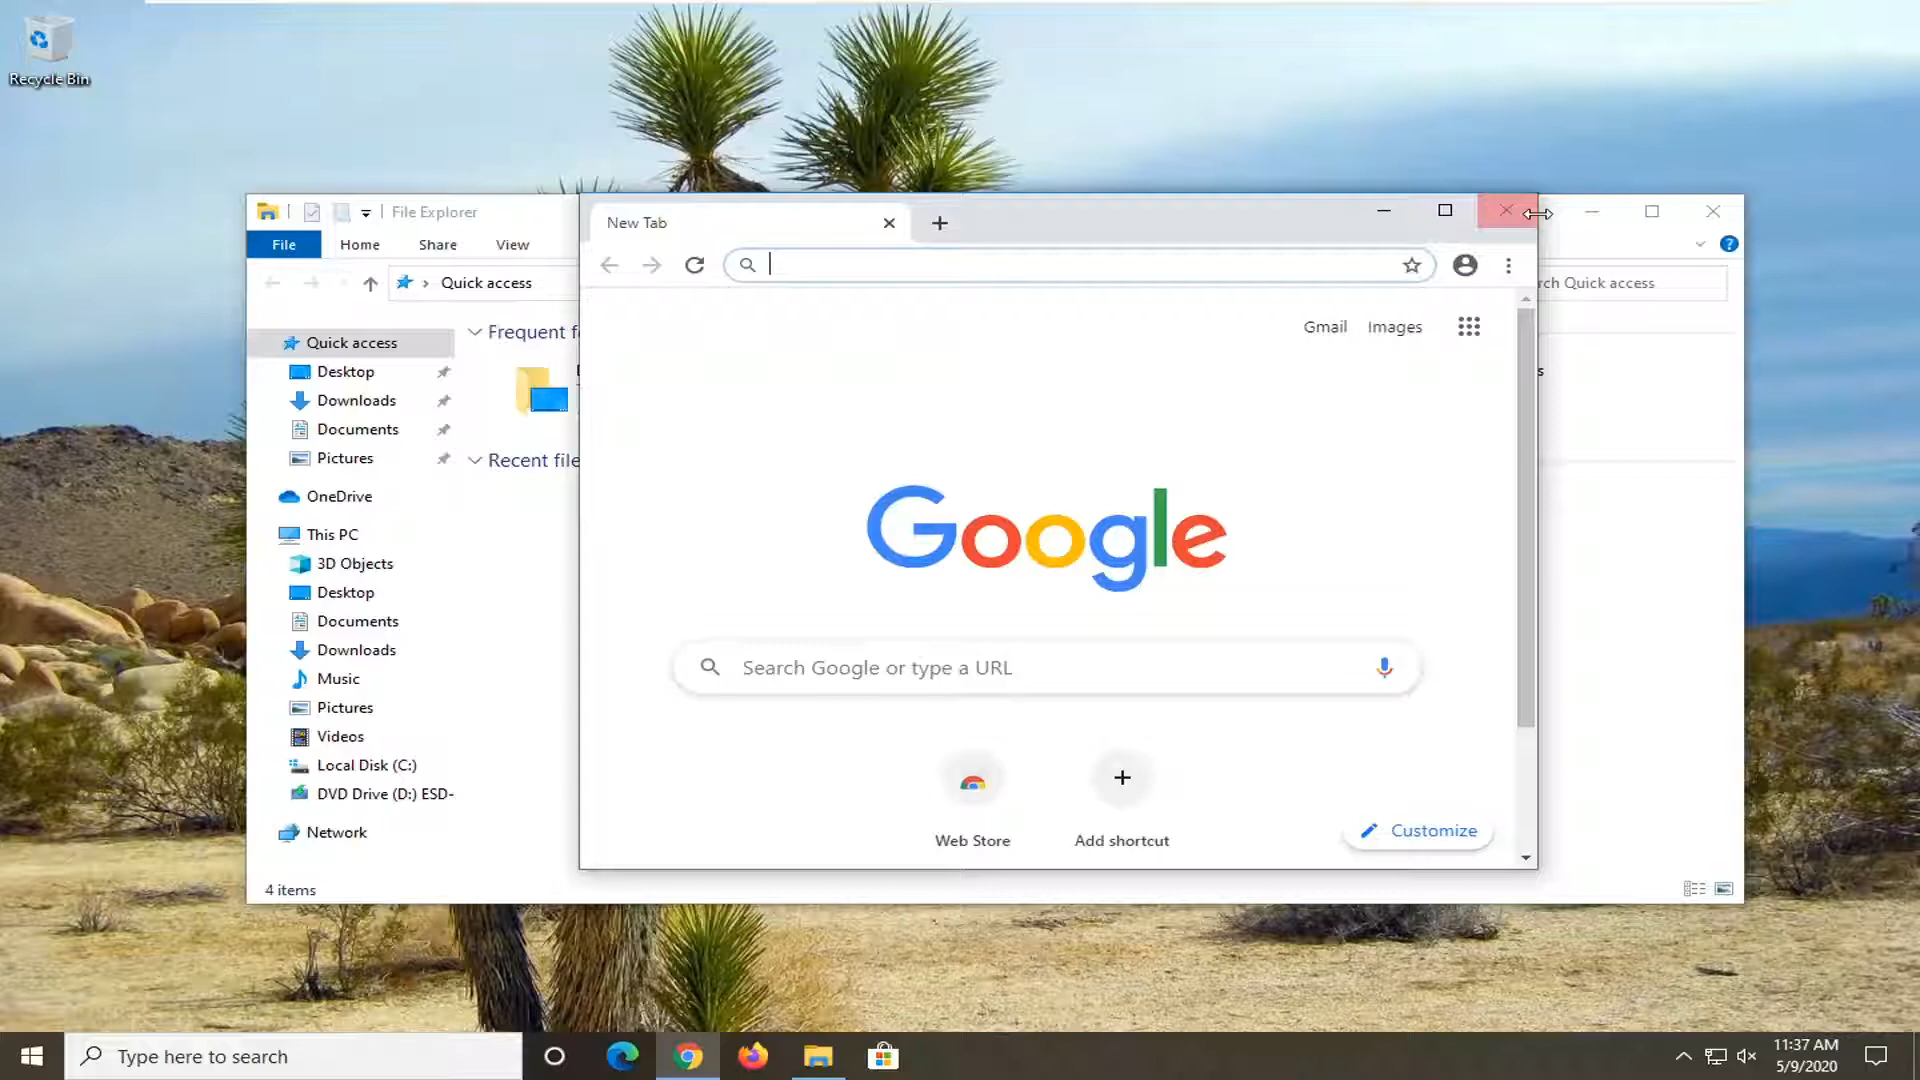 Recycle Bin
File Explorer
File
Home
Share
View
Quick access
Quick access
Desktop
Downloads
Documents
Pictures
OneDrive
This PC
3D Objects
Desktop
Documents
Downloads
Music
Pictures
Videos
Local Disk (C:)
DVD Drive (D:) ESD-
Network
4 items
Frequent f
Recent file
New Tab
Gmail
Images
Google
Search Google or type a URL
Web Store
Add shortcut
Customize
?
rch Quick access
s
Type here to search
11:37 AM
5/9/2020